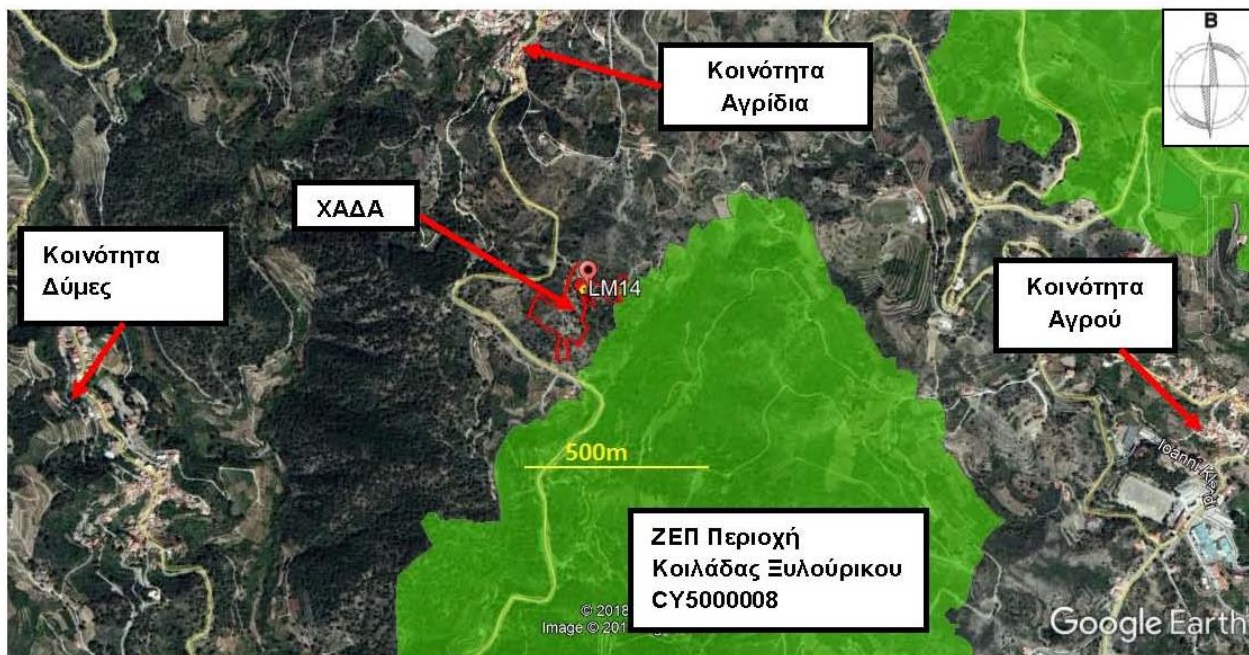 Β
Κοινότητα
Αγρίδια
ΧΑΔΑ
Κοινότητα
Δύμες
LM14
Κοινότητα
Αγρού
500m
Ioanni
ΖΕΠ Περιοχή
Κοιλάδας Ξυλούρικου
CY5000008
© 2018
Image © 201
Google Earth